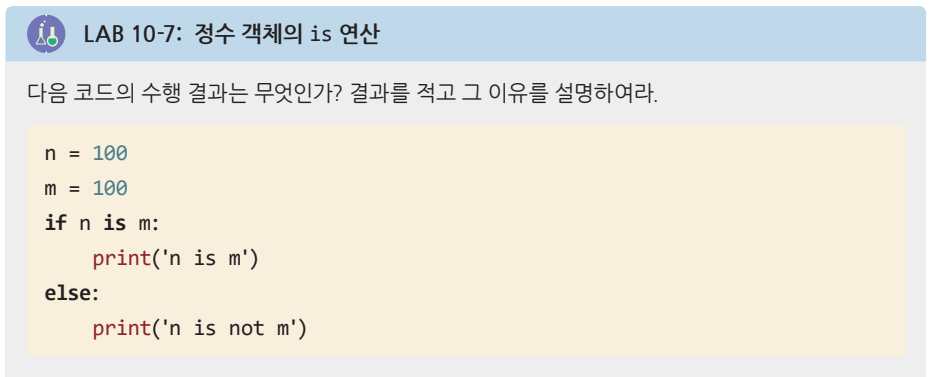 LAB 10-7: 정수 객체의 is 연산
다음 코드의 수행 결과는 무엇인가? 결과를 적고 그 이유를 설명하여라.
n = 100
m = 100
if n is m:
    print('n is m')
else:
    print('n is not m')